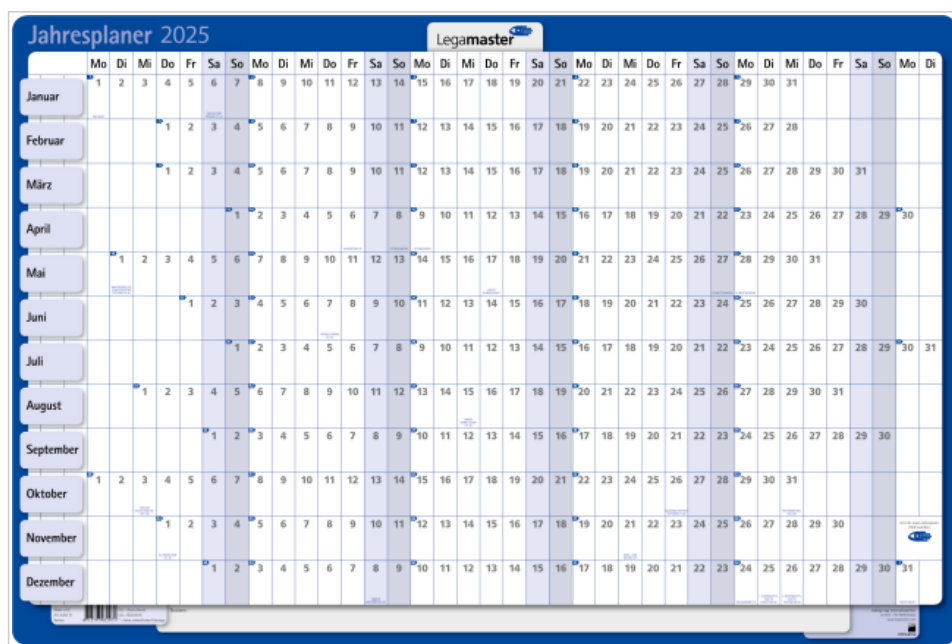 Jahresplaner 2025
Legamaster
Mo Di Mi Do Fr Sa So Mo Di Mi Do Fr Sa So Mo Di Mi Do Fr Sa So Mo Di Mi Do Fr Sa So Mo Di Mi Do Fr Sa So Mo Di
Januar 1 2 3 4 5 6 7 8 9 10 11 12 13 14 15 16 17 18 19 20 21 22 23 24 25 26 27 28 29 30 31
Februar 1 2 3 4 5 6 7 8 9 10 11 12 13 14 15 16 17 18 19 20 21 22 23 24 25 26 27 28
März 1 2 3 4 5 6 7 8 9 10 11 12 13 14 15 16 17 18 19 20 21 22 23 24 25 26 27 28 29 30 31
April 1 2 3 4 5 6 7 8 9 10 11 12 13 14 15 16 17 18 19 20 21 22 23 24 25 26 27 28 29 30
Mai 1 2 3 4 5 6 7 8 9 10 11 12 13 14 15 16 17 18 19 20 21 22 23 24 25 26 27 28 29 30 31
Juni 1 2 3 4 5 6 7 8 9 10 11 12 13 14 15 16 17 18 19 20 21 22 23 24 25 26 27 28 29 30
Juli 1 2 3 4 5 6 7 8 9 10 11 12 13 14 15 16 17 18 19 20 21 22 23 24 25 26 27 28 29 30 31
August 1 2 3 4 5 6 7 8 9 10 11 12 13 14 15 16 17 18 19 20 21 22 23 24 25 26 27 28 29 30 31
September 1 2 3 4 5 6 7 8 9 10 11 12 13 14 15 16 17 18 19 20 21 22 23 24 25 26 27 28 29 30
Oktober 1 2 3 4 5 6 7 8 9 10 11 12 13 14 15 16 17 18 19 20 21 22 23 24 25 26 27 28 29 30 31
November 1 2 3 4 5 6 7 8 9 10 11 12 13 14 15 16 17 18 19 20 21 22 23 24 25 26 27 28 29 30
Dezember 1 2 3 4 5 6 7 8 9 10 11 12 13 14 15 16 17 18 19 20 21 22 23 24 25 26 27 28 29 30 31